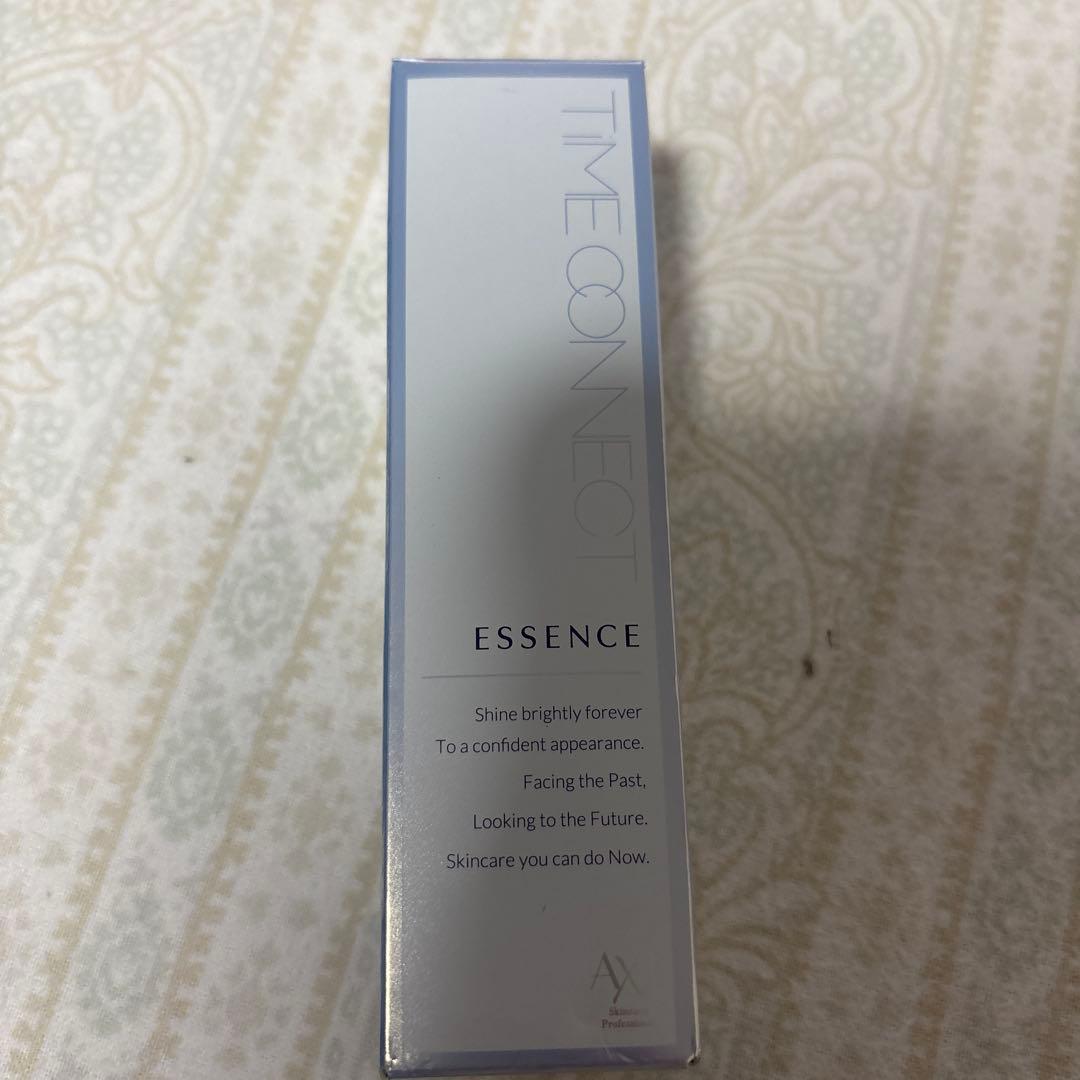 TiME CONNECT
ESSENCE
Shine brightly forever
To a confident appearance.
Facing the Past,
Looking to the Future.
Skincare you can do Now.
AX